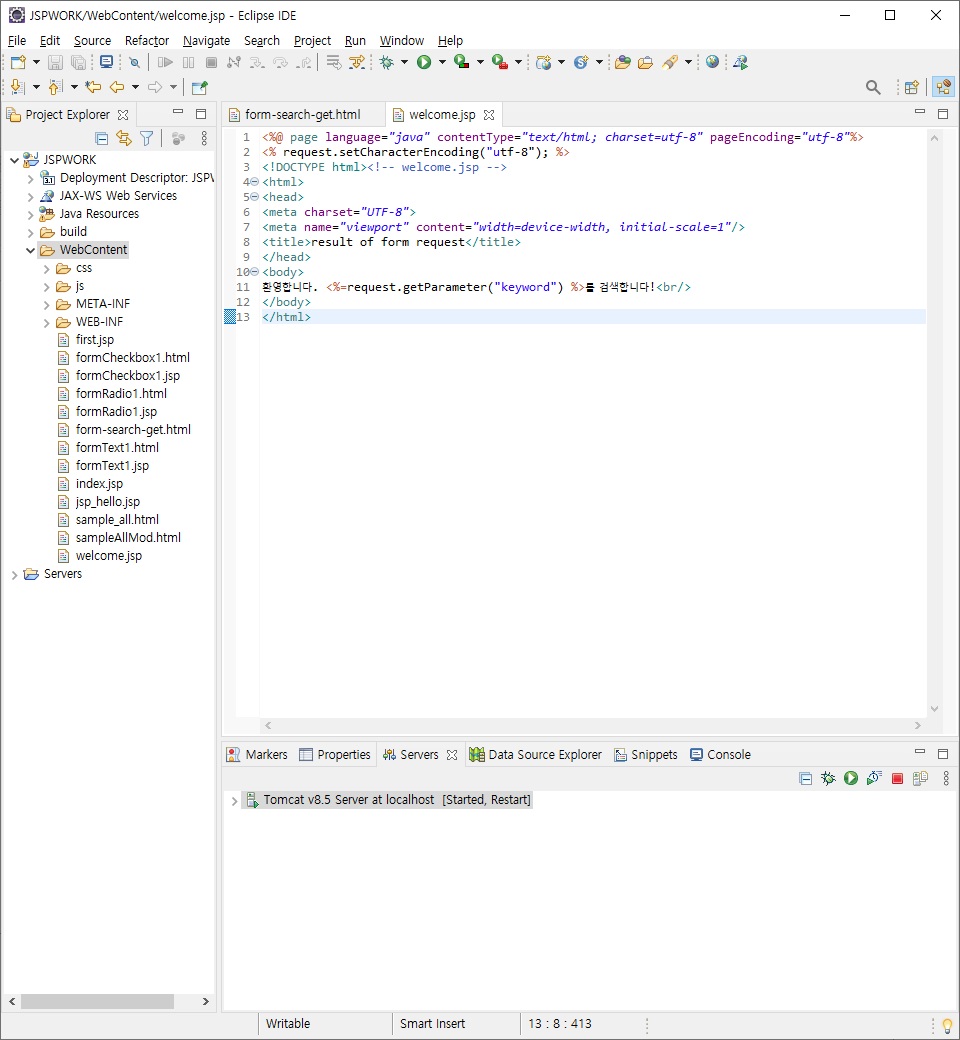 JSPWORK/WebContent/welcome.jsp - Eclipse IDE
File Edit Source Refactor Navigate Search Project Run Window Help
Project Explorer
JSPWORK
Deployment Descriptor: JSPW
JAX-WS Web Services
Java Resources
build
WebContent
css
js
META-INF
WEB-INF
first.jsp
formCheckbox1.html
formCheckbox1.jsp
formRadio1.html
formRadio1.jsp
form-search-get.html
formText1.html
formText1.jsp
index.jsp
jsp_hello.jsp
sample_all.html
sampleAllMod.html
welcome.jsp
Servers
form-search-get.html welcome.jsp
1 <%@ page language="java" contentType="text/html; charset=utf-8" pageEncoding="utf-8"%>
2 <% request.setCharacterEncoding("utf-8"); %>
3 <!DOCTYPE html><!-- welcome.jsp -->
4 <html>
5 <head>
6 <meta charset="UTF-8">
7 <meta name="viewport" content="width=device-width, initial-scale=1"/>
8 <title>result of form request</title>
9 </head>
10 <body>
11 환영합니다. <%=request.getParameter("keyword") %>를 검색합니다!<br/>
12 </body>
13 </html>
Markers Properties Servers Data Source Explorer Snippets Console
Tomcat v8.5 Server at localhost [Started, Restart]
Writable Smart Insert 13 : 8 : 413